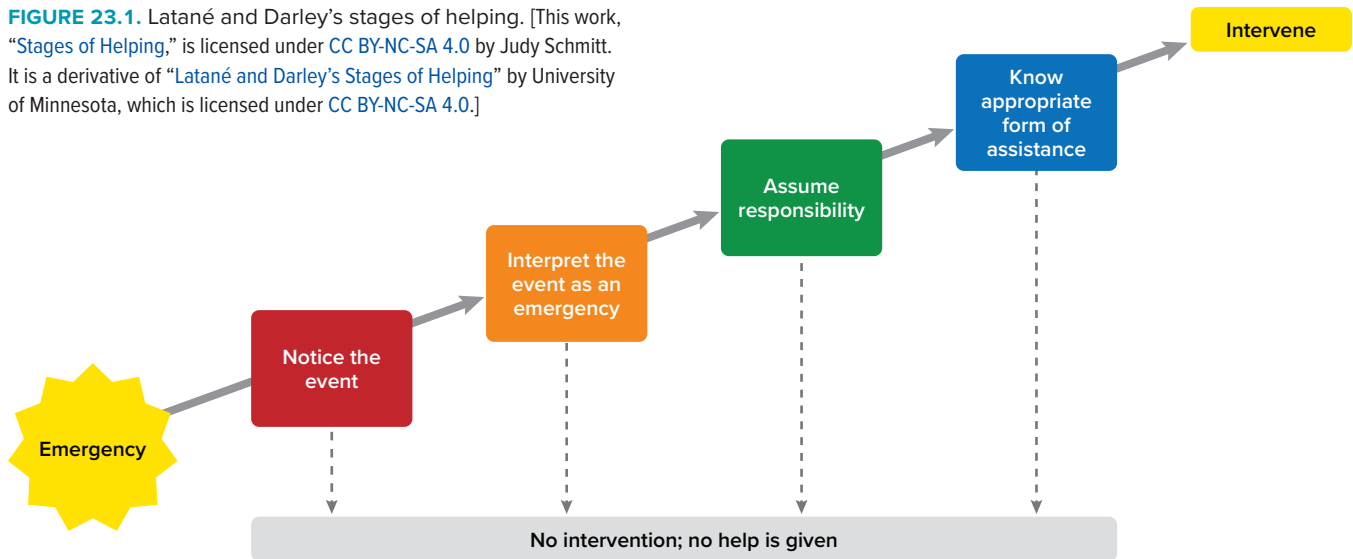 FIGURE 23.1. Latané and Darley’s stages of helping. [This work,
“Stages of Helping,” is licensed under CC BY-NC-SA 4.0 by Judy Schmitt.
It is a derivative of “Latané and Darley’s Stages of Helping” by University
of Minnesota, which is licensed under CC BY-NC-SA 4.0.]
Emergency
Notice the
event
Interpret the
event as an
emergency
Assume
responsibility
Know
appropriate
form of
assistance
Intervene
No intervention; no help is given